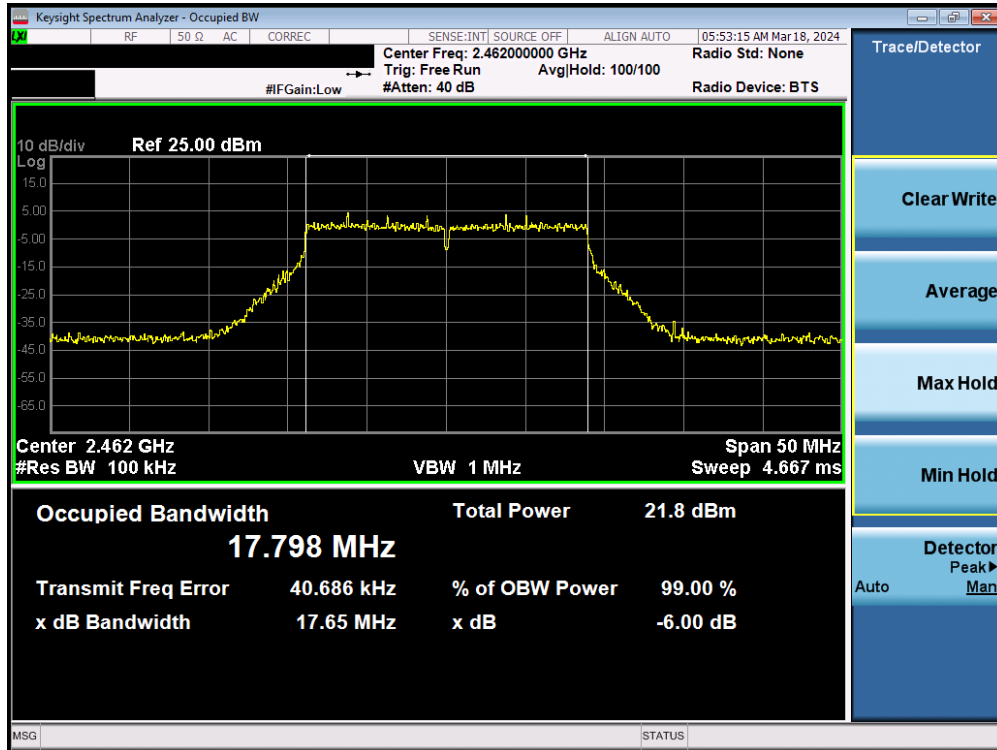 Keysight Spectrum Analyzer - Occupied BW
LXI RF 50 Ω AC CORREC SENSE:INT SOURCE OFF ALIGN AUTO 05:53:15 AM Mar 18, 2024
Center Freq: 2.462000000 GHz Radio Std: None
Trig: Free Run Avg|Hold: 100/100
#IFGain:Low #Atten: 40 dB Radio Device: BTS
10 dB/div Ref 25.00 dBm
Log
15.0
5.00
-5.00
-15.0
-25.0
-35.0
-45.0
-55.0
-65.0
Center 2.462 GHz Span 50 MHz
#Res BW 100 kHz VBW 1 MHz Sweep 4.667 ms
Occupied Bandwidth Total Power 21.8 dBm
17.798 MHz
Transmit Freq Error 40.686 kHz % of OBW Power 99.00 %
x dB Bandwidth 17.65 MHz x dB -6.00 dB
MSG STATUS
Trace/Detector
Clear Write
Average
Max Hold
Min Hold
Detector
Peak▶
Auto Man